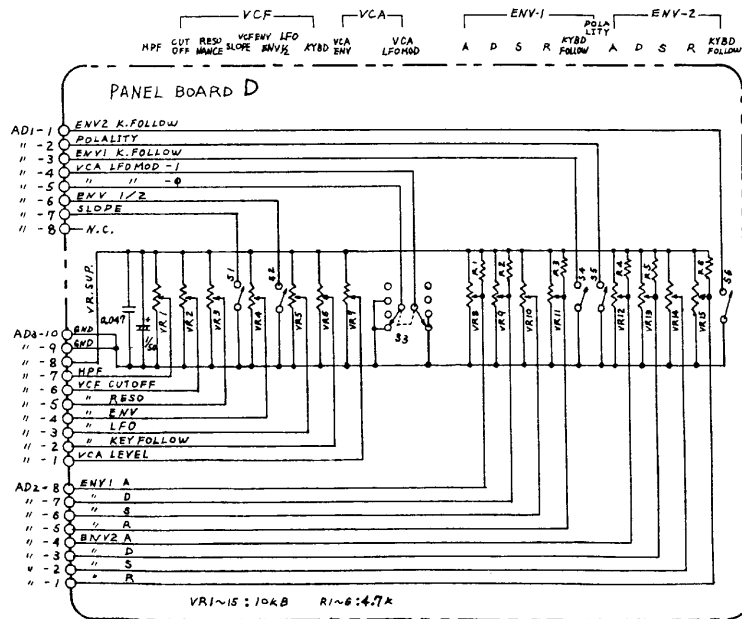 VCF VCA ENV-1 ENV-2
HPF CUT OFF RESO NANCE VCF SLOPE ENV ENV½ LFO KYBD VCA ENV VCA LFO MOD A D S R KYBD FOLLOW POLA LITY A D S R KYBD FOLLOW
PANEL BOARD D
AD1-1 ENV2 K.FOLLOW
〃 -2 POLALITY
〃 -3 ENV1 K.FOLLOW
〃 -4 VCA LFOMOD -1
〃 -5 〃 〃 -0
〃 -6 ENV 1/2
〃 -7 SLOPE
〃 -8 N.C.
VR.SUP.
0.047
1/50
VR1 VR2 VR3 S1 VR4 S2 VR5 VR6 VR7 S3 VR8 R1 VR9 R2 VR10 VR11 R3 S4 S5 VR12 R4 VR13 R5 VR14 VR15 R6 S6
AD3-10 GND
〃 -9 GND
〃 -8
〃 -7 HPF
〃 -6 VCF CUTOFF
〃 -5 〃 RESO
〃 -4 〃 ENV
〃 -3 〃 LFO
〃 -2 〃 KEY FOLLOW
〃 -1 VCA LEVEL
AD2-8 ENV1 A
〃 -7 〃 D
〃 -6 〃 S
〃 -5 〃 R
〃 -4 ENV2 A
〃 -3 〃 D
〃 -2 〃 S
〃 -1 〃 R
VR1~15 : 10KB R1~6 : 4.7K